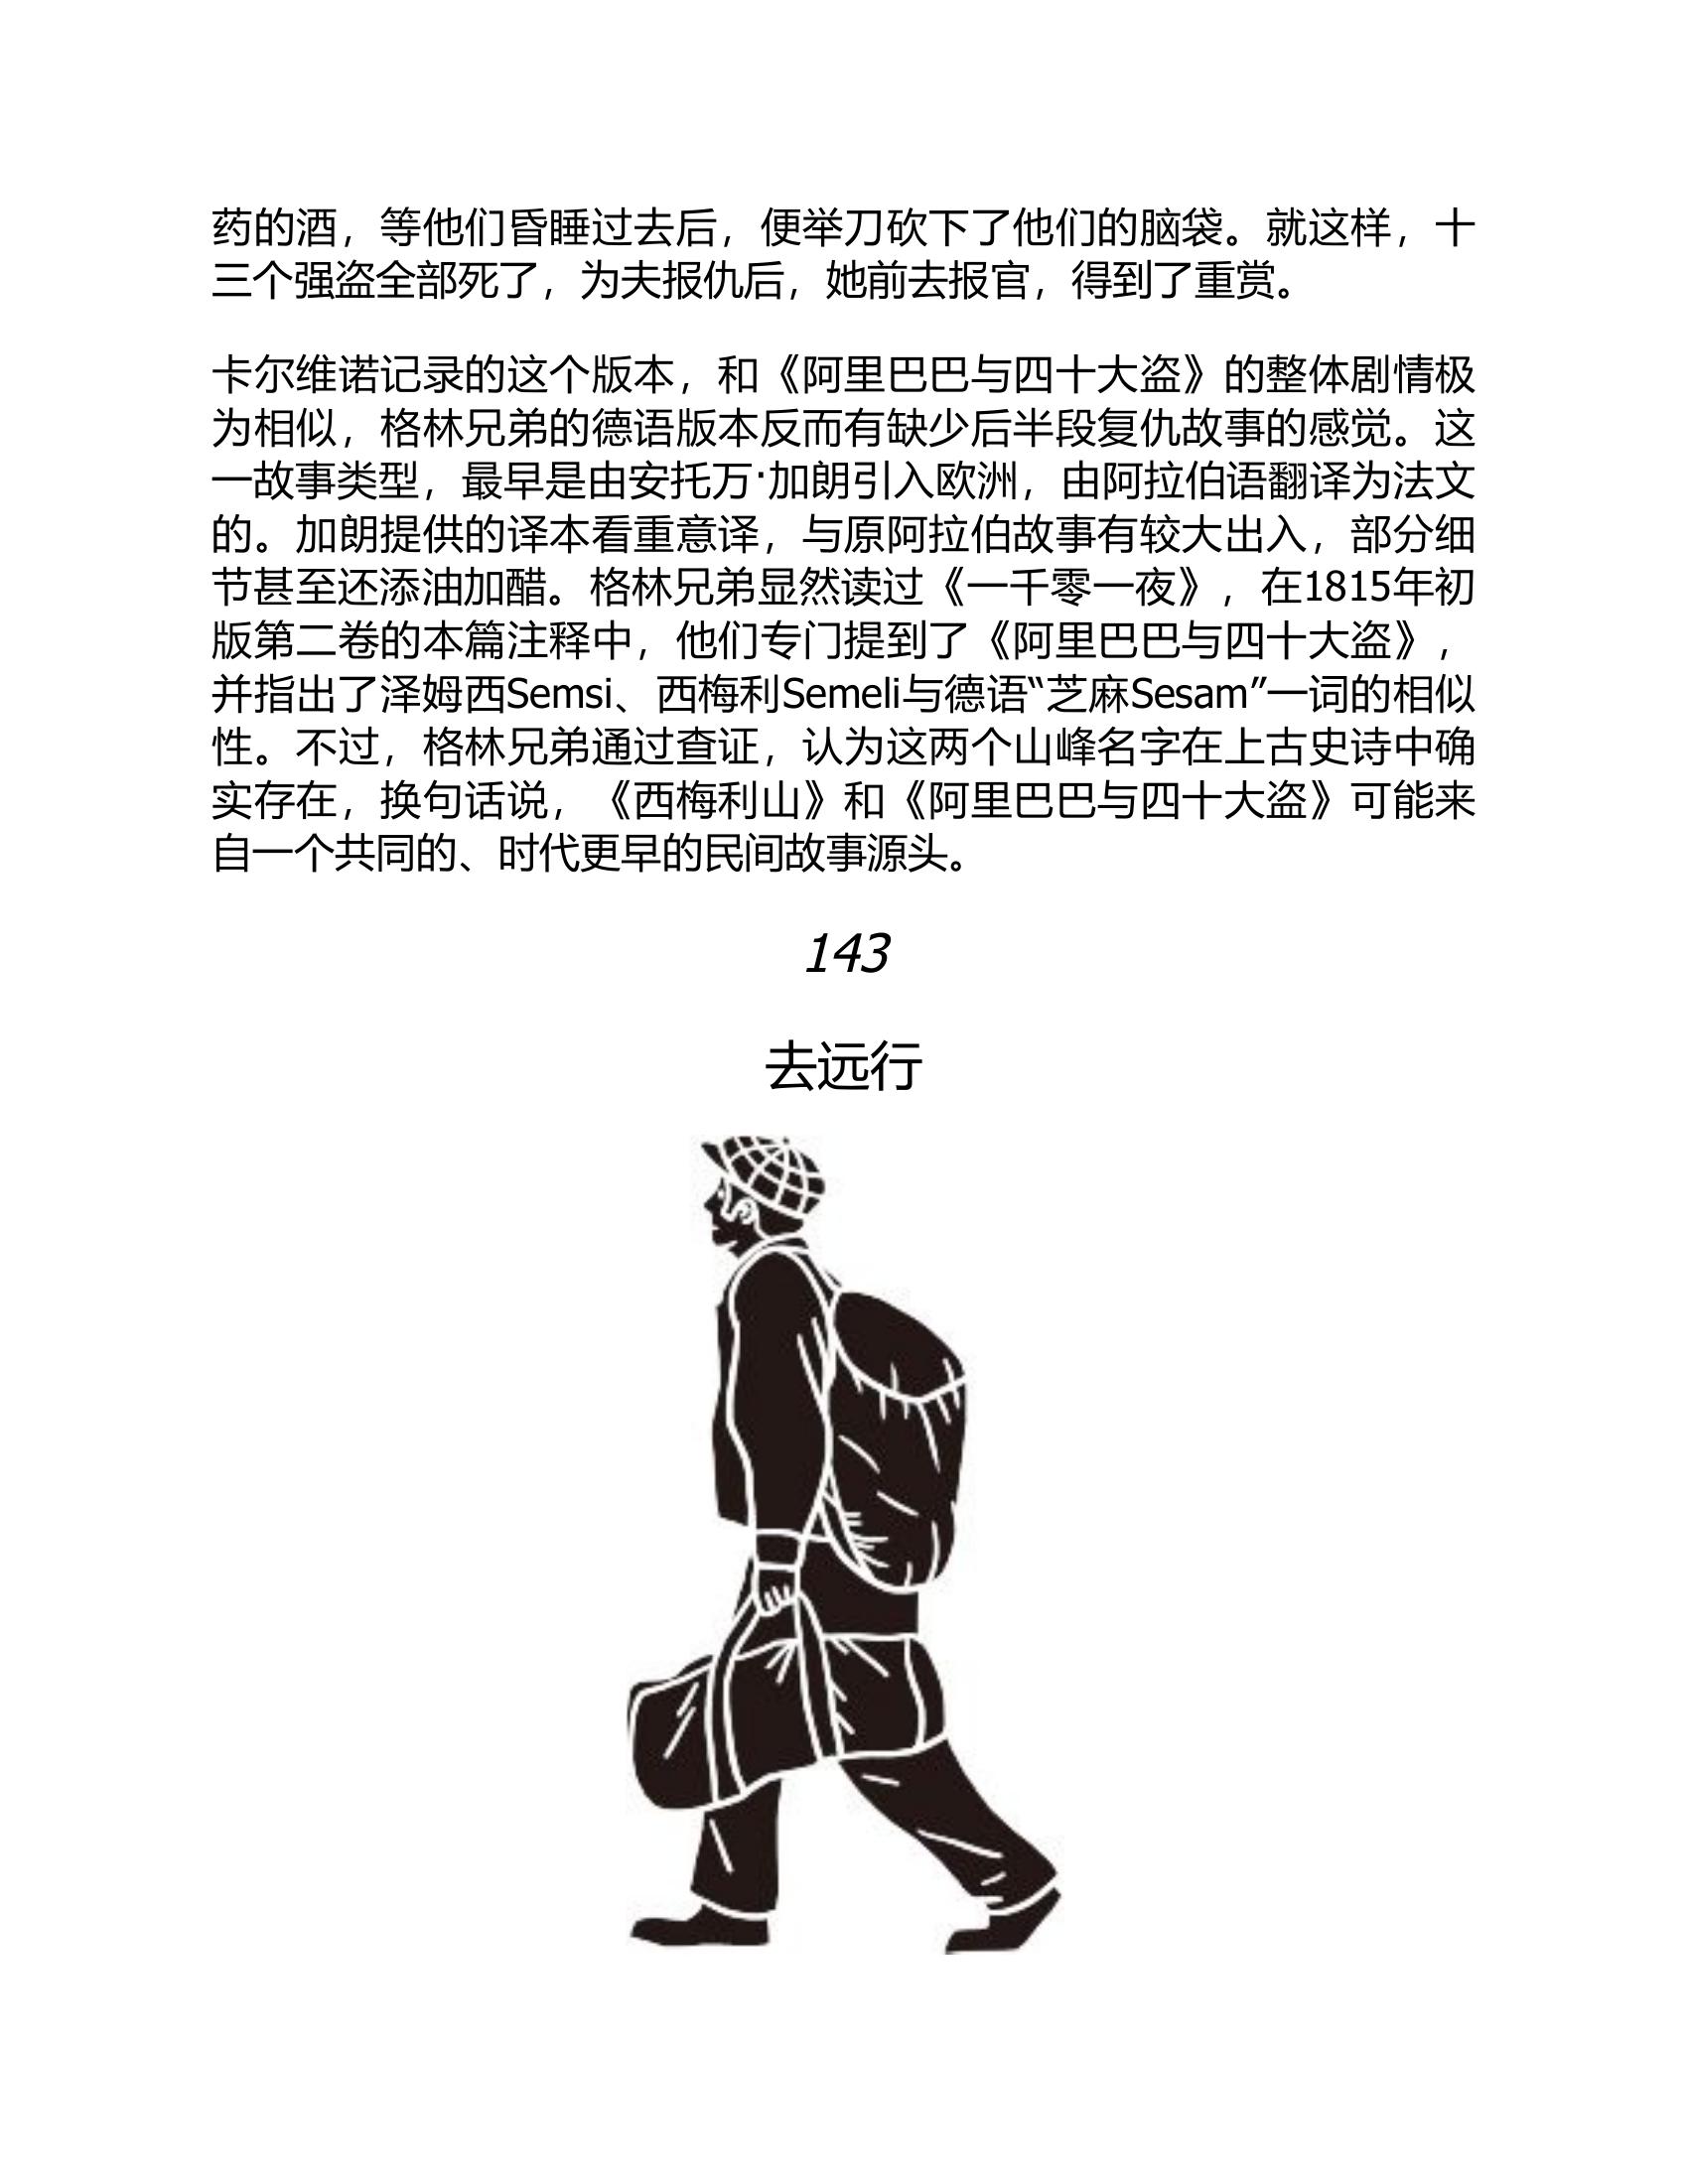 药的酒，等他们昏睡过去后，便举刀砍下了他们的脑袋。就这样，十
三个强盗全部死了，为夫报仇后，她前去报官，得到了重赏。
卡尔维诺记录的这个版本，和《阿里巴巴与四十大盗》的整体剧情极
为相似，格林兄弟的德语版本反而有缺少后半段复仇故事的感觉。这
一故事类型，最早是由安托万·加朗引入欧洲，由阿拉伯语翻译为法文
的。加朗提供的译本看重意译，与原阿拉伯故事有较大出入，部分细
节甚至还添油加醋。格林兄弟显然读过《一千零一夜》，在1815年初
版第二卷的本篇注释中，他们专门提到了《阿里巴巴与四十大盗》，
并指出了泽姆西Semsi、西梅利Semeli与德语“芝麻Sesam”一词的相似
性。不过，格林兄弟通过查证，认为这两个山峰名字在上古史诗中确
实存在，换句话说，《西梅利山》和《阿里巴巴与四十大盗》可能来
自一个共同的、时代更早的民间故事源头。
143
去远行